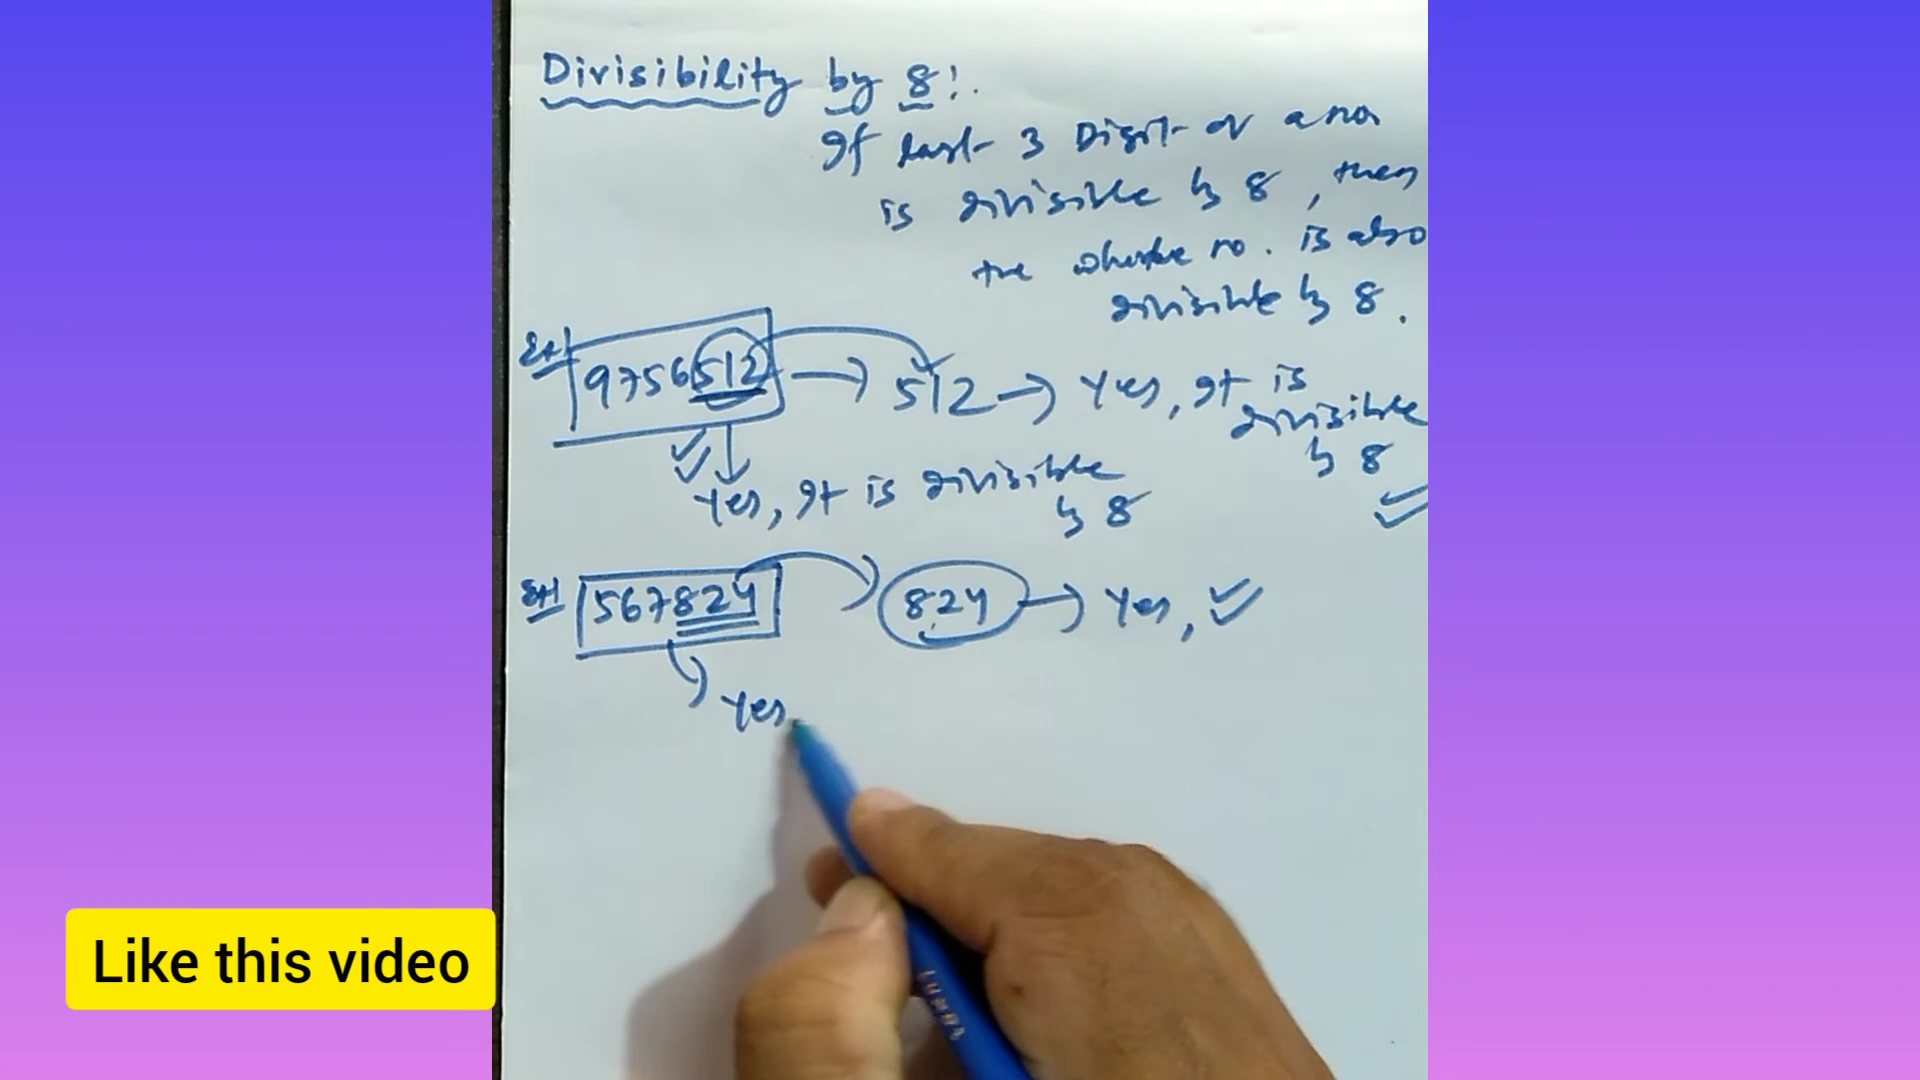 Divisibility by 8:.
If last 3 Digit of a no.
is divisible by 8, then
the whole no. is also
divisible by 8.
Ex| 9756512 → 512 → Yes, It is
divisible
by 8
Yes, It is divisible
by 8
Ex| 567824 824 → Yes,
Yes
Like this video